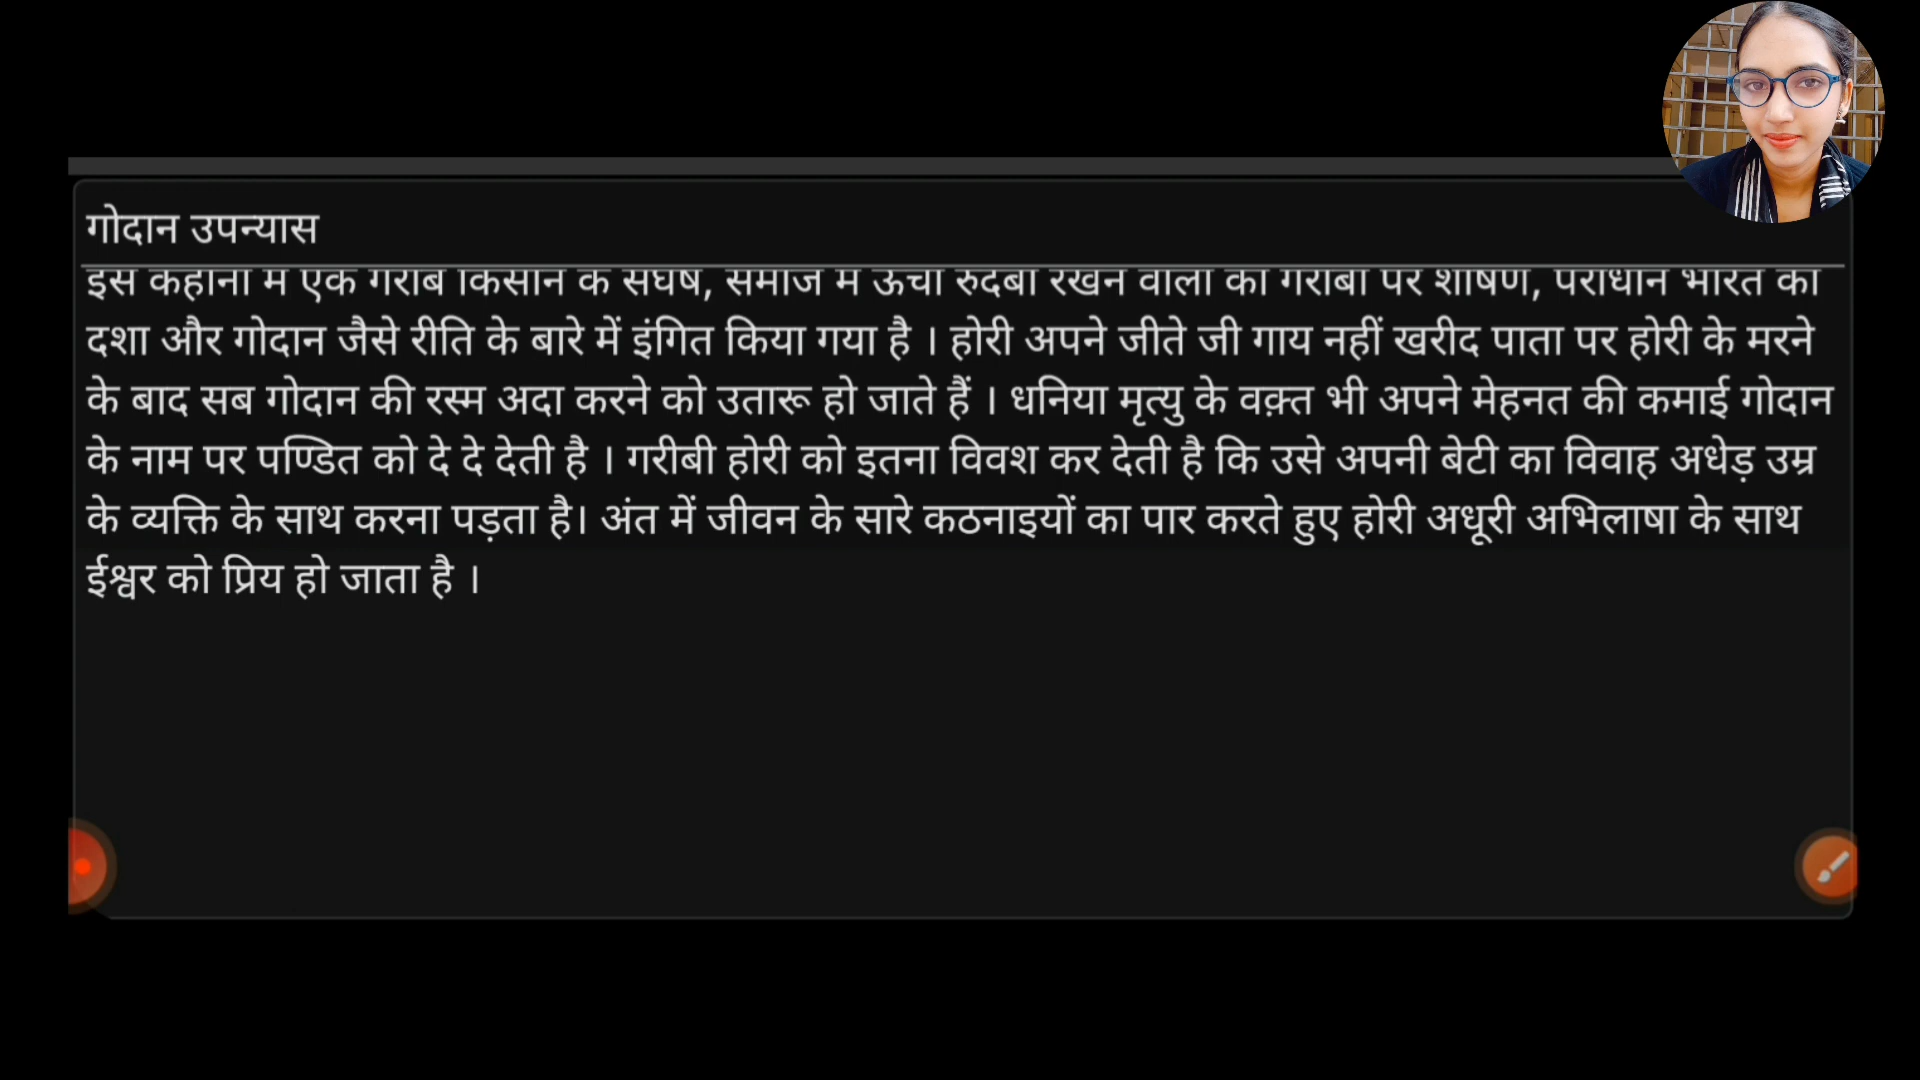 गोदान उपन्यास
इस कहानी में एक गरीब किसान के संघर्ष, समाज में ऊंचा रुदबा रखने वालों का गरीबों पर शोषण, पराधीन भारत की
दशा और गोदान जैसे रीति के बारे में इंगित किया गया है । होरी अपने जीते जी गाय नहीं खरीद पाता पर होरी के मरने
के बाद सब गोदान की रस्म अदा करने को उतारू हो जाते हैं । धनिया मृत्यु के वक़्त भी अपने मेहनत की कमाई गोदान
के नाम पर पण्डित को दे दे देती है । गरीबी होरी को इतना विवश कर देती है कि उसे अपनी बेटी का विवाह अधेड़ उम्र
के व्यक्ति के साथ करना पड़ता है। अंत में जीवन के सारे कठनाइयों का पार करते हुए होरी अधूरी अभिलाषा के साथ
ईश्वर को प्रिय हो जाता है ।